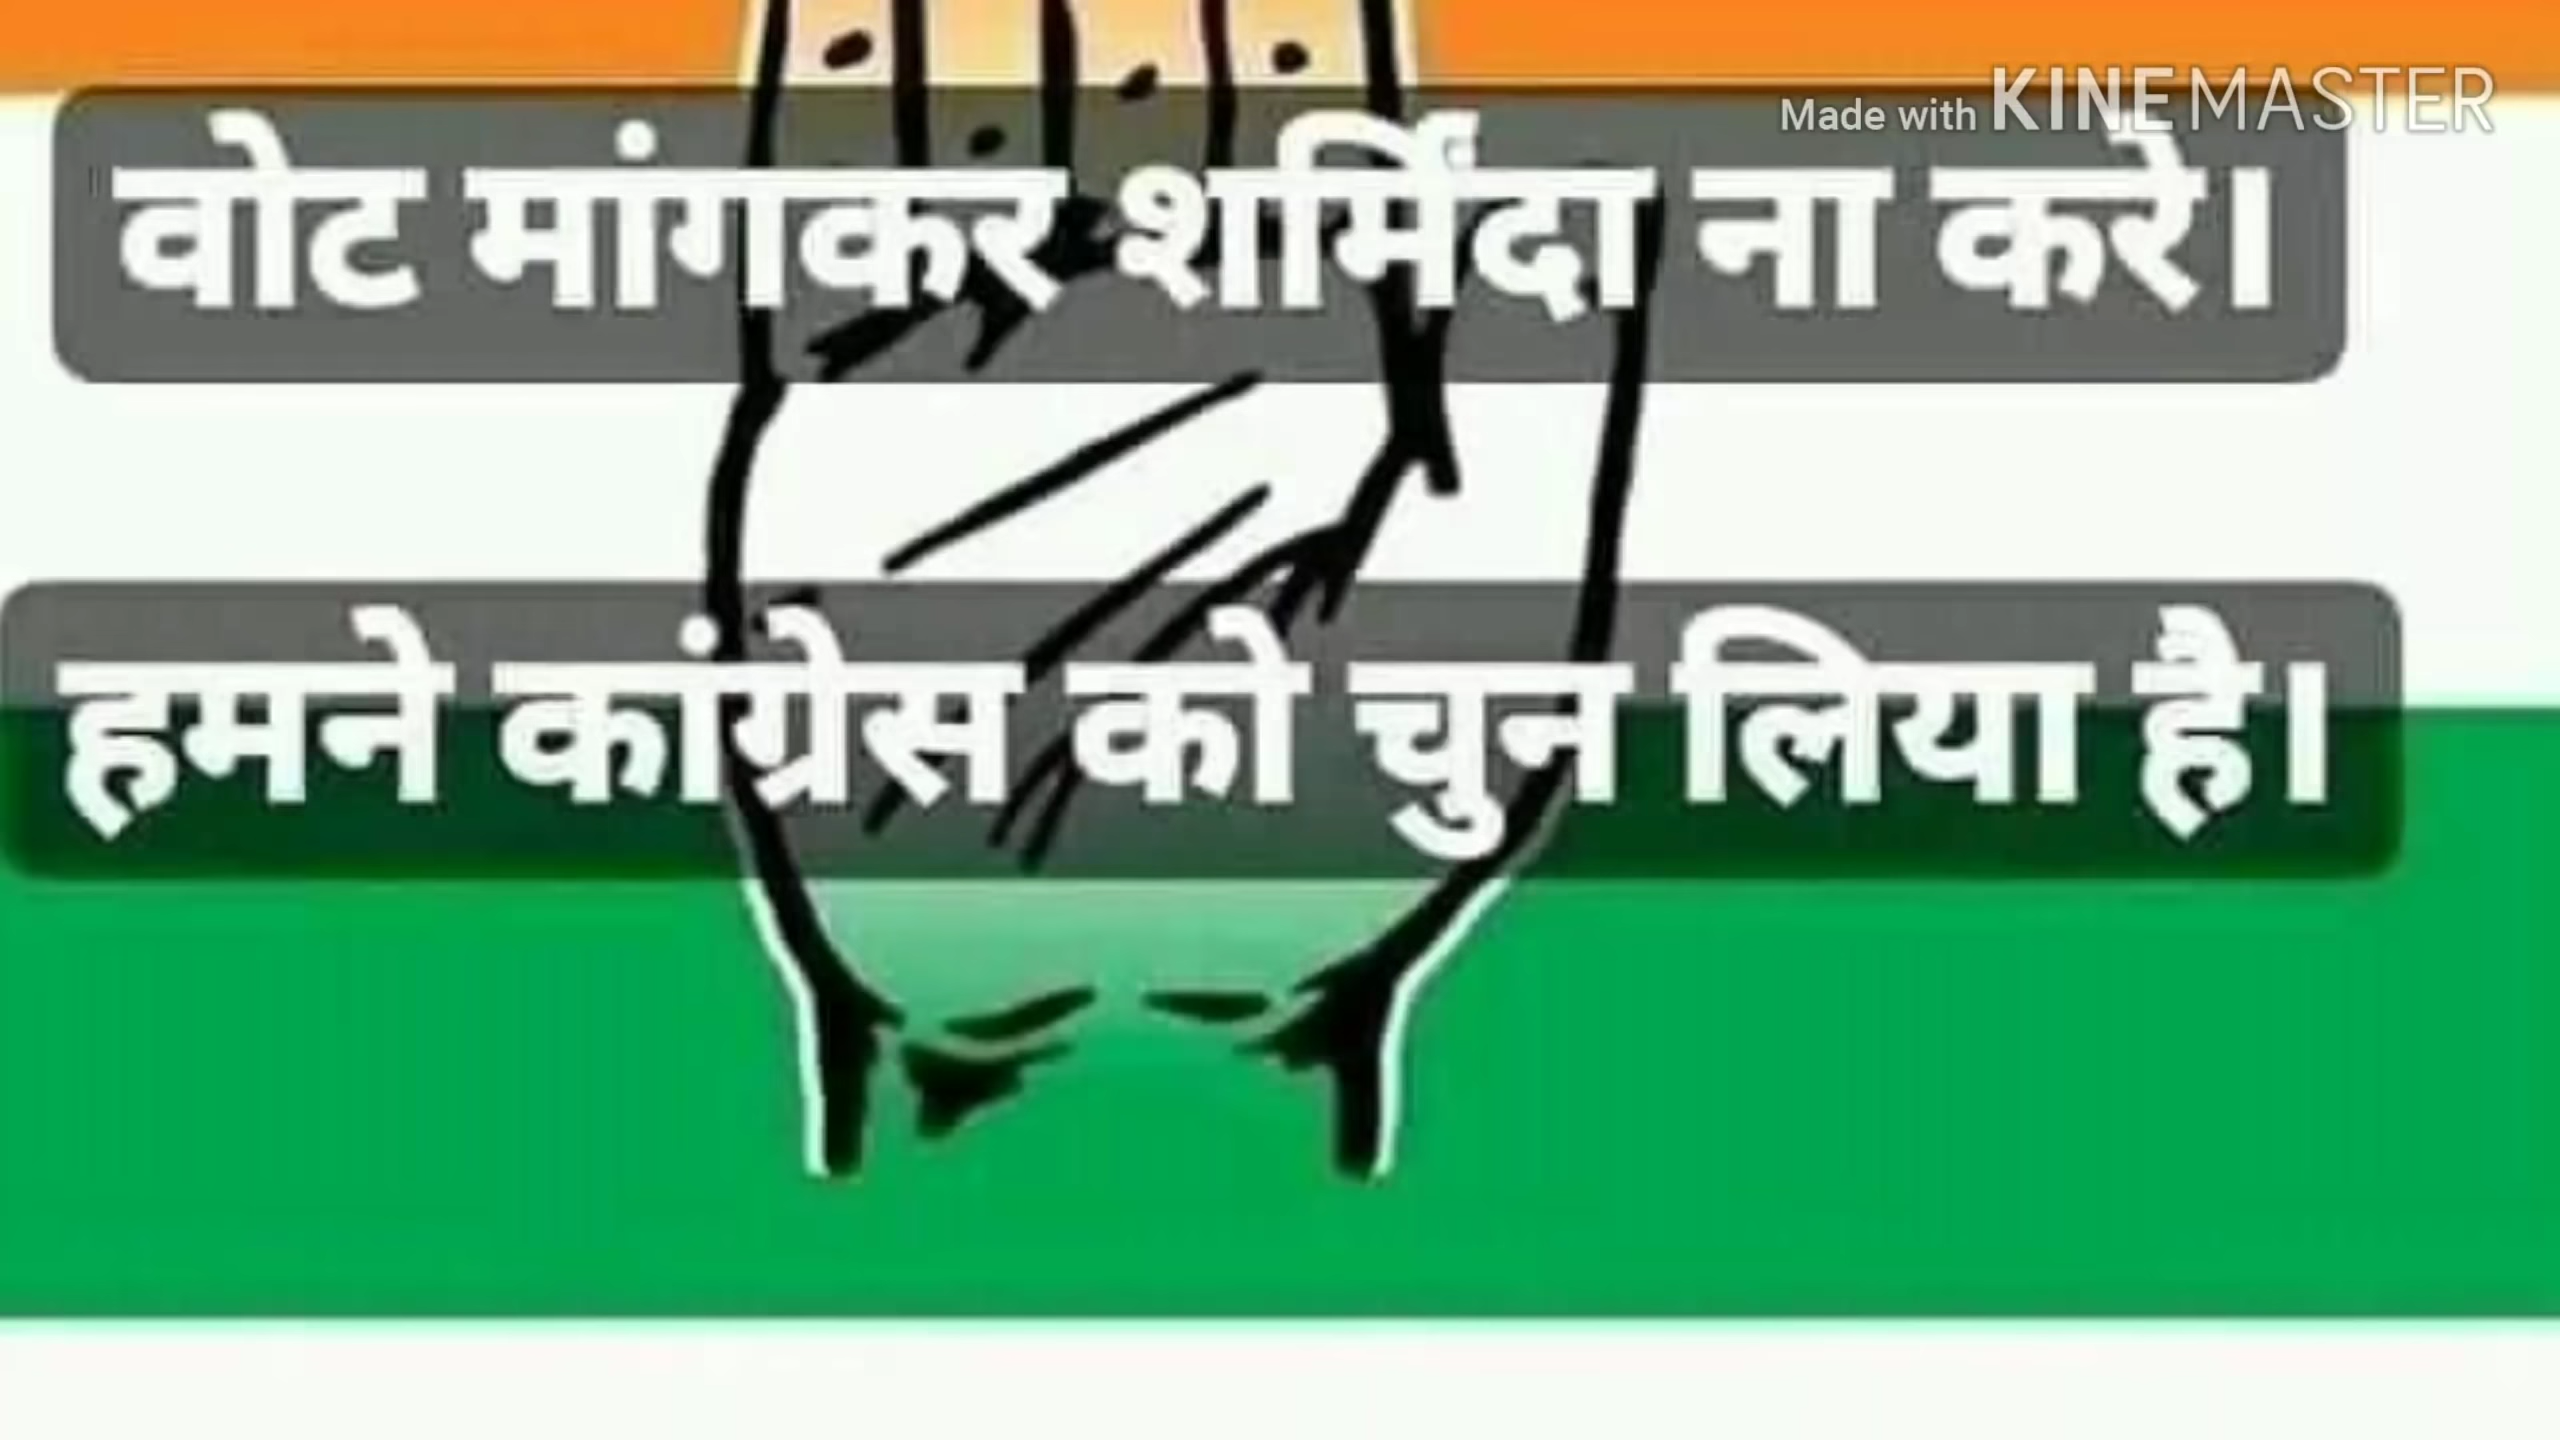 Made with KINEMASTER
वोट मांगकर शर्मिंदा ना करे।
हमने कांग्रेस को चुन लिया है।